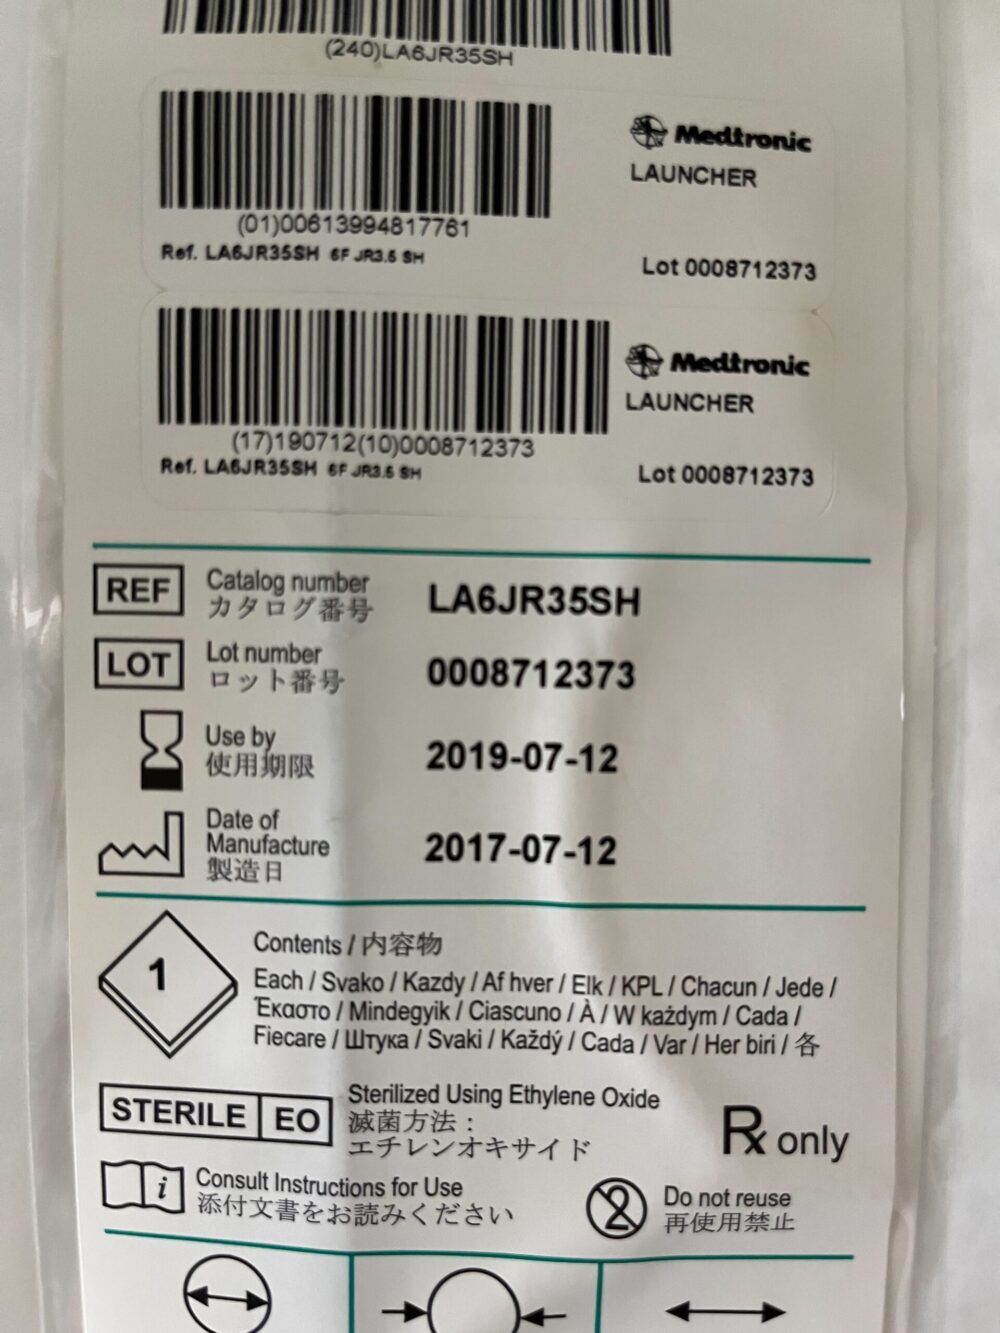 (240)LA6JR35SH
Medtronic
LAUNCHER
(01)00613994817761
Ref. LA6JR35SH 6F JR3.5 SH
Lot 0008712373
Medtronic
LAUNCHER
(17)190712(10)0008712373
Ref. LA6JR35SH 6F JR3.5 SH
Lot 0008712373
REF Catalog number LA6JR35SH
カタログ番号
LOT Lot number 0008712373
ロット番号
Use by 2019-07-12
使用期限
Date of
Manufacture 2017-07-12
製造日
1
Contents / 内容物
Each / Svako / Kazdy / Af hver / Elk / KPL / Chacun / Jede /
Έκαστο / Mindegyik / Ciascuno / À / W każdym / Cada /
Fiecare / Штука / Svaki / Každý / Cada / Var / Her biri / 各
STERILE EO
Sterilized Using Ethylene Oxide
滅菌方法：
エチレンオキサイド
Rx only
i
Consult Instructions for Use
添付文書をお読みください
2
Do not reuse
再使用禁止